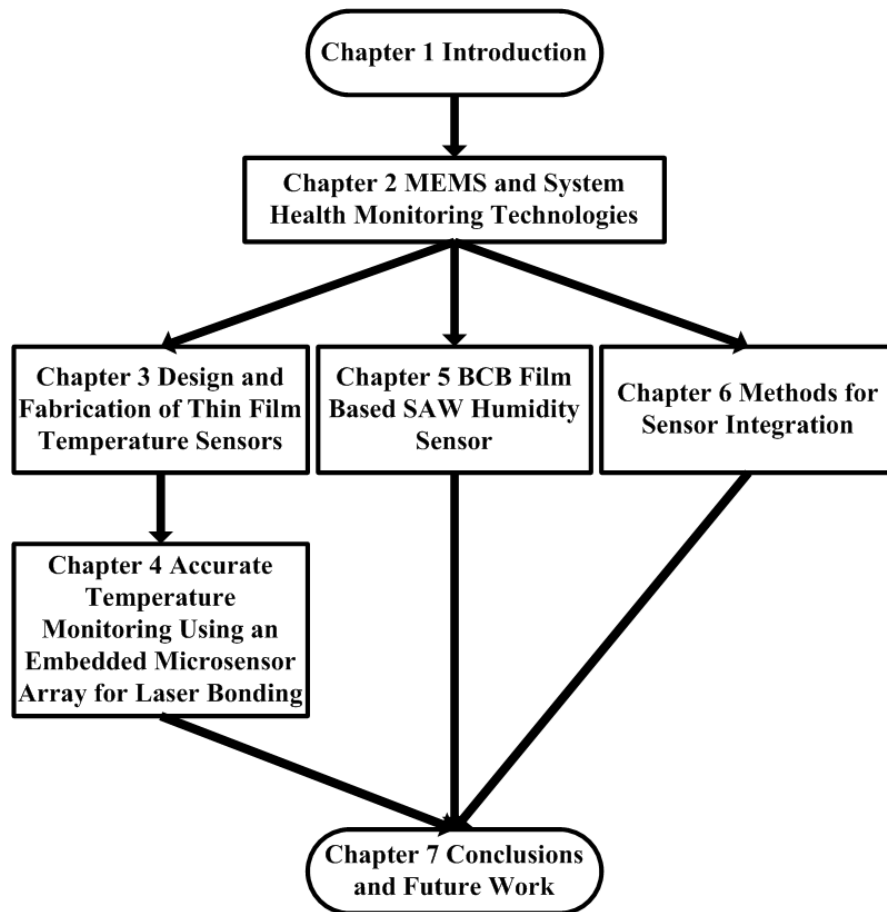 Chapter 1 Introduction
Chapter 2 MEMS and System
Health Monitoring Technologies
Chapter 3 Design and
Fabrication of Thin Film
Temperature Sensors
Chapter 5 BCB Film
Based SAW Humidity
Sensor
Chapter 6 Methods for
Sensor Integration
Chapter 4 Accurate
Temperature
Monitoring Using an
Embedded Microsensor
Array for Laser Bonding
Chapter 7 Conclusions
and Future Work